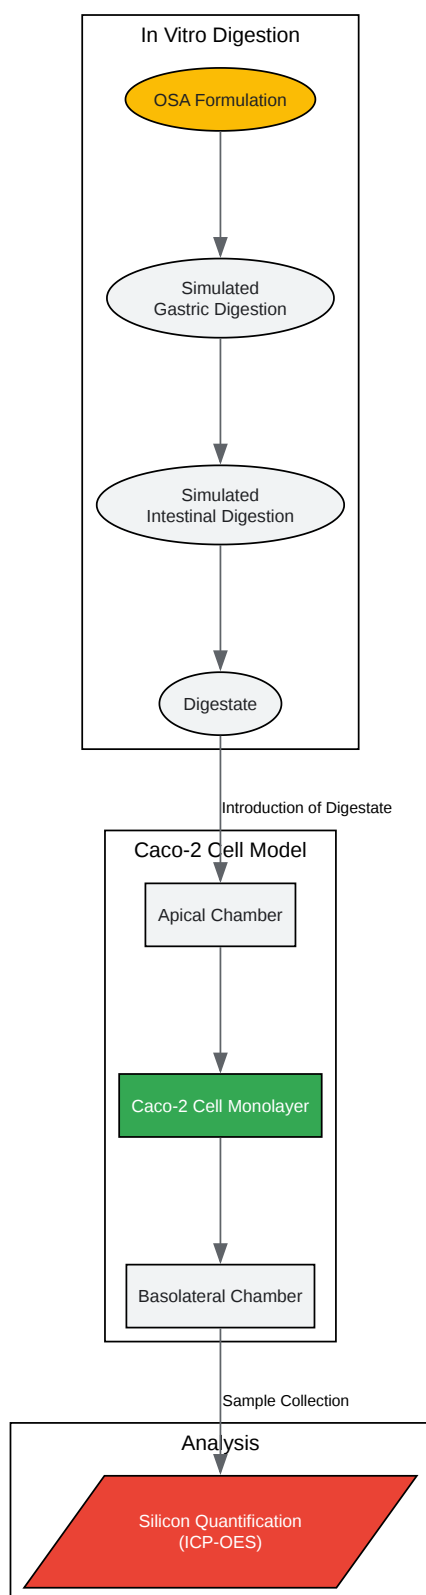 In Vitro Digestion
OSA Formulation
Simulated
Gastric Digestion
Simulated
Intestinal Digestion
Digestate
Introduction of Digestate
Caco-2 Cell Model
Apical Chamber
Caco-2 Cell Monolayer
Basolateral Chamber
Sample Collection
Analysis
Silicon Quantification
(ICP-OES)